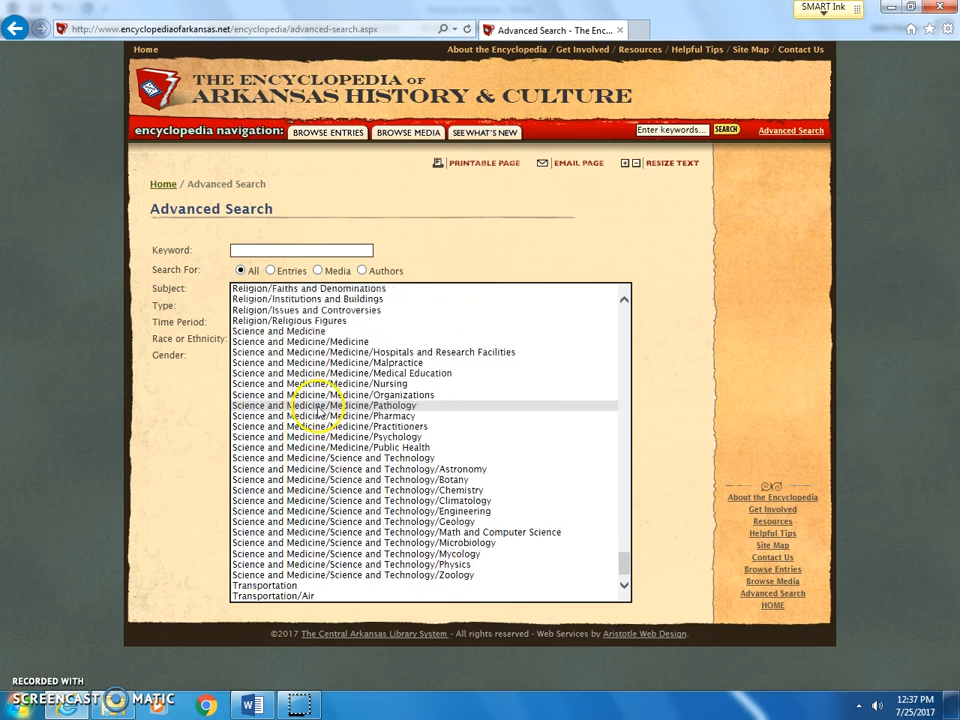 SMART Ink
http://www.encyclopediaofarkansas.net/encyclopedia/advanced-search.aspx
Advanced Search - The Enc...
Home
About the Encyclopedia / Get Involved / Resources / Helpful Tips / Site Map / Contact Us
THE ENCYCLOPEDIA OF
ARKANSAS HISTORY & CULTURE
encyclopedia navigation:
BROWSE ENTRIES
BROWSE MEDIA
SEE WHAT'S NEW
Enter keywords...
SEARCH
Advanced Search
PRINTABLE PAGE
EMAIL PAGE
RESIZE TEXT
Home / Advanced Search
Advanced Search
Keyword:
Search For: All Entries Media Authors
Subject:
Type:
Time Period:
Race or Ethnicity:
Gender:
Religion/Faiths and Denominations
Religion/Institutions and Buildings
Religion/Issues and Controversies
Religion/Religious Figures
Science and Medicine
Science and Medicine/Medicine
Science and Medicine/Medicine/Hospitals and Research Facilities
Science and Medicine/Medicine/Malpractice
Science and Medicine/Medicine/Medical Education
Science and Medicine/Medicine/Nursing
Science and Medicine/Medicine/Organizations
Science and Medicine/Medicine/Pathology
Science and Medicine/Medicine/Pharmacy
Science and Medicine/Medicine/Practitioners
Science and Medicine/Medicine/Psychology
Science and Medicine/Medicine/Public Health
Science and Medicine/Science and Technology
Science and Medicine/Science and Technology/Astronomy
Science and Medicine/Science and Technology/Botany
Science and Medicine/Science and Technology/Chemistry
Science and Medicine/Science and Technology/Climatology
Science and Medicine/Science and Technology/Engineering
Science and Medicine/Science and Technology/Geology
Science and Medicine/Science and Technology/Math and Computer Science
Science and Medicine/Science and Technology/Microbiology
Science and Medicine/Science and Technology/Mycology
Science and Medicine/Science and Technology/Physics
Science and Medicine/Science and Technology/Zoology
Transportation
Transportation/Air
About the Encyclopedia
Get Involved
Resources
Helpful Tips
Site Map
Contact Us
Browse Entries
Browse Media
Advanced Search
HOME
©2017 The Central Arkansas Library System - All rights reserved - Web Services by Aristotle Web Design.
RECORDED WITH
SCREENCAST MATIC
12:37 PM
7/25/2017